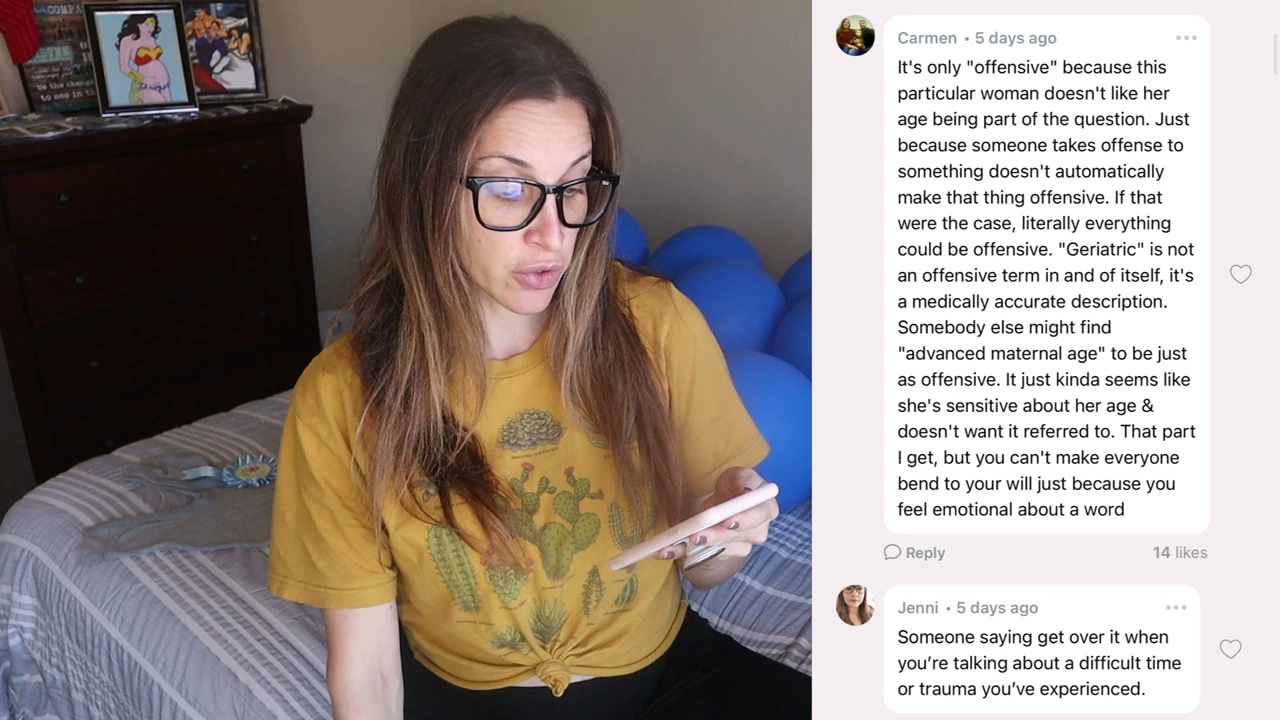 COMPA
Carmen • 5 days ago
It's only "offensive" because this
particular woman doesn't like her
age being part of the question. Just
because someone takes offense to
something doesn't automatically
make that thing offensive. If that
were the case, literally everything
could be offensive. "Geriatric" is not
an offensive term in and of itself, it's
a medically accurate description.
Somebody else might find
"advanced maternal age" to be just
as offensive. It just kinda seems like
she's sensitive about her age &
doesn't want it referred to. That part
I get, but you can't make everyone
bend to your will just because you
feel emotional about a word
Reply
14 likes
Jenni • 5 days ago
Someone saying get over it when
you’re talking about a difficult time
or trauma you’ve experienced.